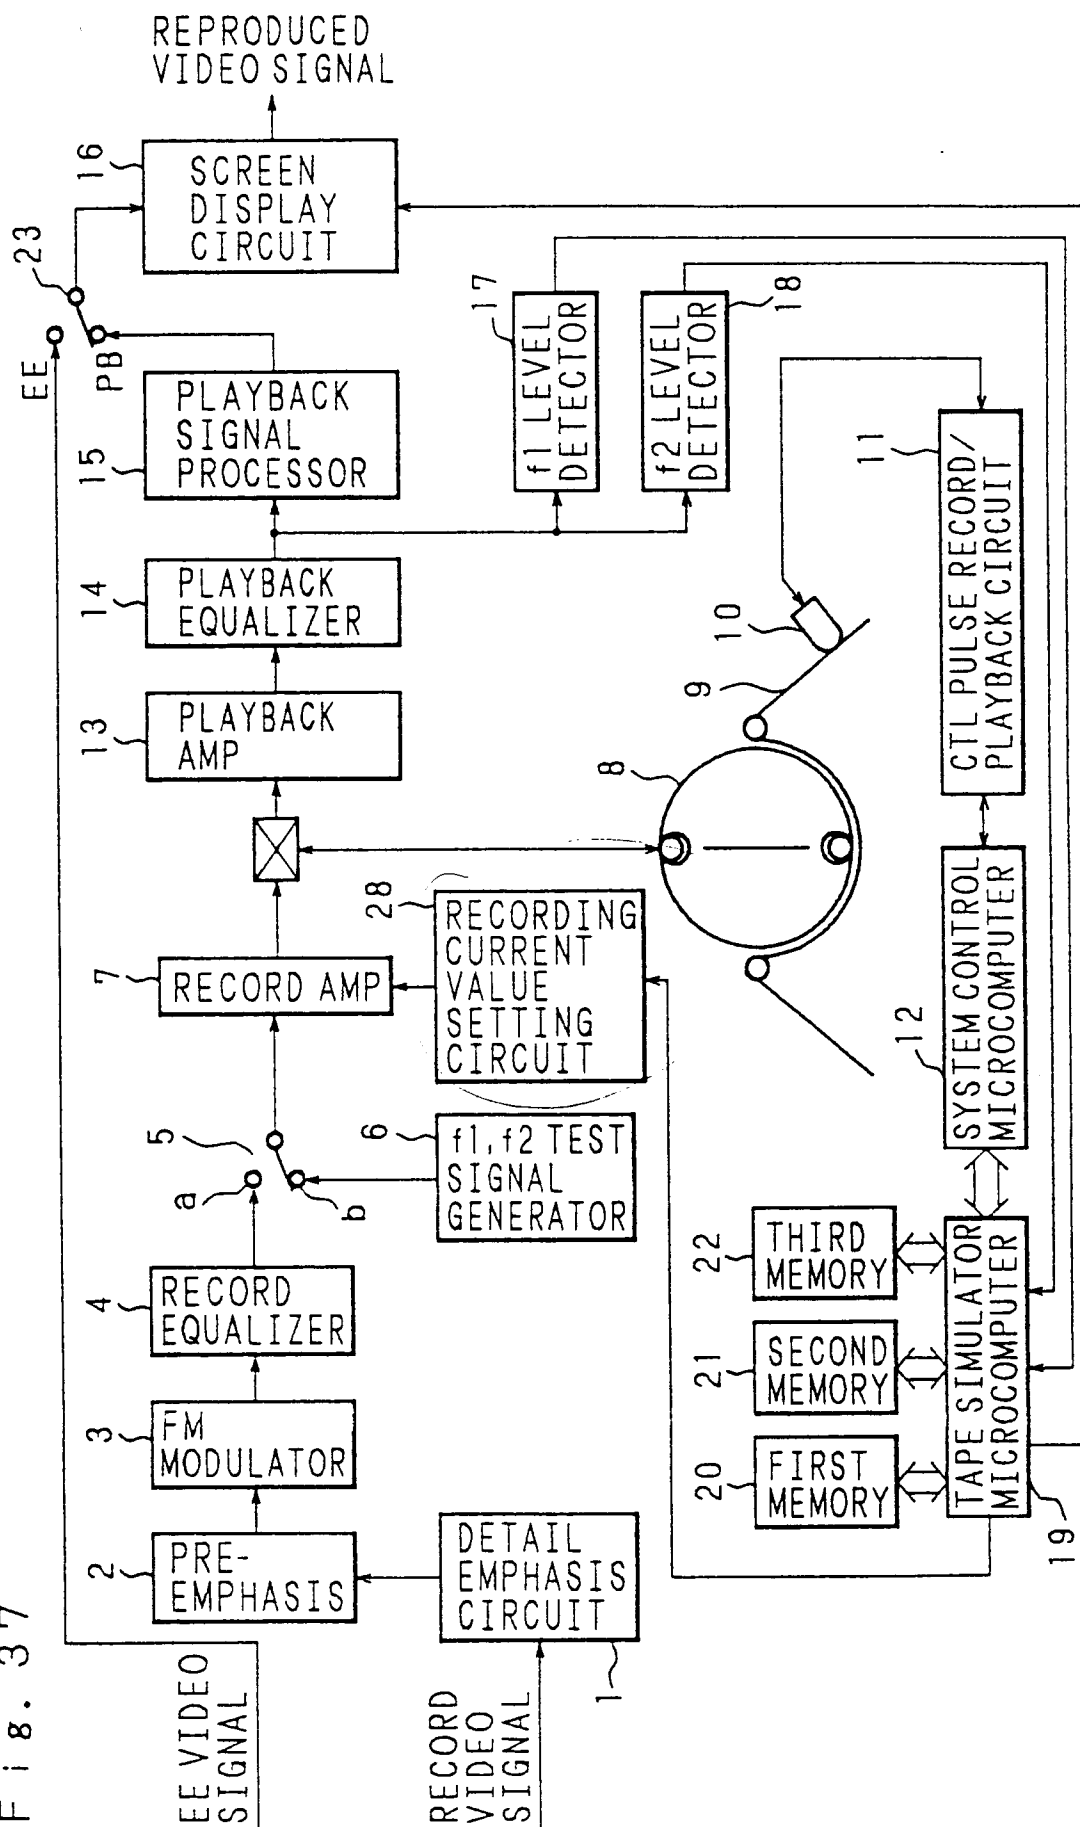 Fig. 37
EE VIDEO
SIGNAL
RECORD
VIDEO
SIGNAL
1
DETAIL
EMPHASIS
CIRCUIT
2
PRE-
EMPHASIS
3
FM
MODULATOR
4
RECORD
EQUALIZER
5
a
b
6
f1, f2 TEST
SIGNAL
GENERATOR
7
RECORD AMP
28
RECORDING
CURRENT
VALUE
SETTING
CIRCUIT
8
9
10
13
PLAYBACK
AMP
14
PLAYBACK
EQUALIZER
15
PLAYBACK
SIGNAL
PROCESSOR
EE
PB
23
16
SCREEN
DISPLAY
CIRCUIT
REPRODUCED
VIDEO SIGNAL
17
f1 LEVEL
DETECTOR
f2 LEVEL
DETECTOR
18
11
CTL PULSE RECORD/
PLAYBACK CIRCUIT
12
SYSTEM CONTROL
MICROCOMPUTER
20
FIRST
MEMORY
21
SECOND
MEMORY
22
THIRD
MEMORY
TAPE SIMULATOR
MICROCOMPUTER
19